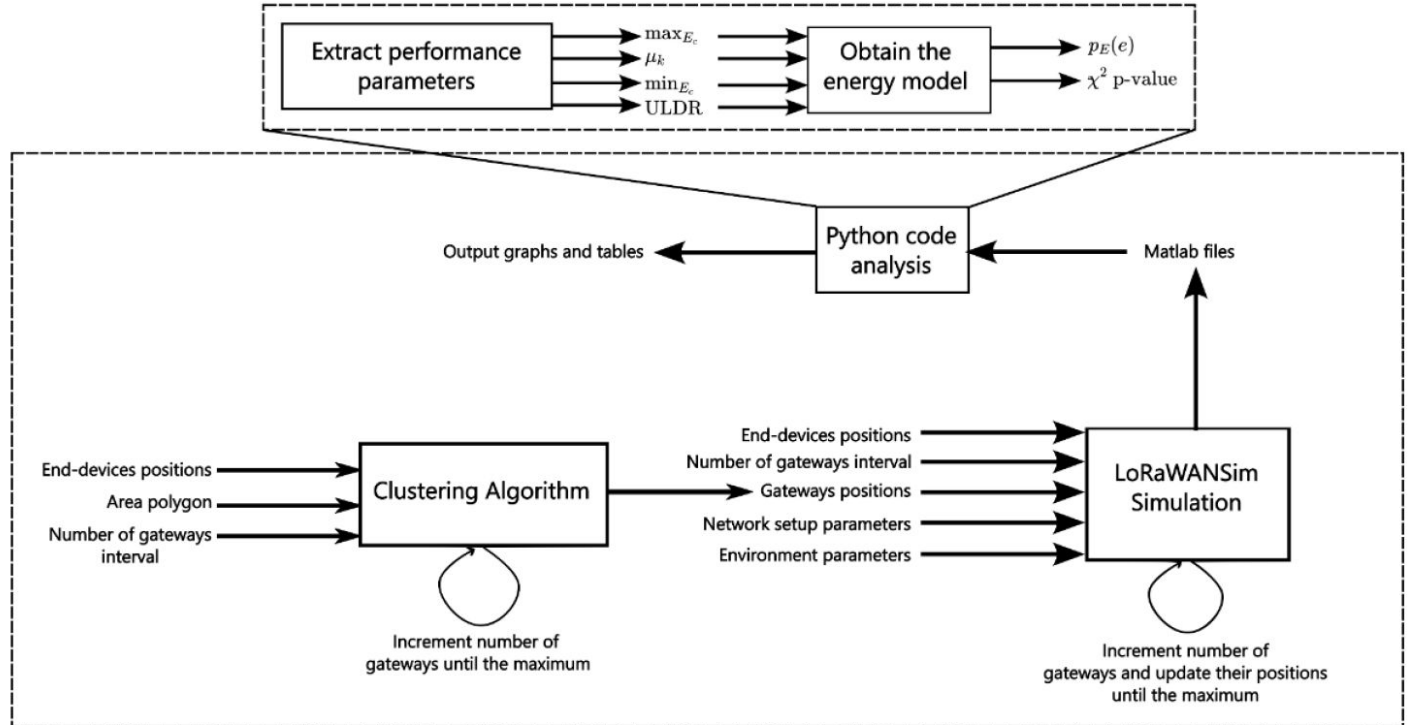 Extract performance
parameters
max_{E_c}
μ_k
min_{E_c}
ULDR
Obtain the
energy model
p_E(e)
χ² p-value
Output graphs and tables
Python code
analysis
Matlab files
End-devices positions
Area polygon
Number of gateways
interval
Clustering Algorithm
Increment number of
gateways until the maximum
End-devices positions
Number of gateways interval
Gateways positions
Network setup parameters
Environment parameters
LoRaWANSim
Simulation
Increment number of
gateways and update their positions
until the maximum